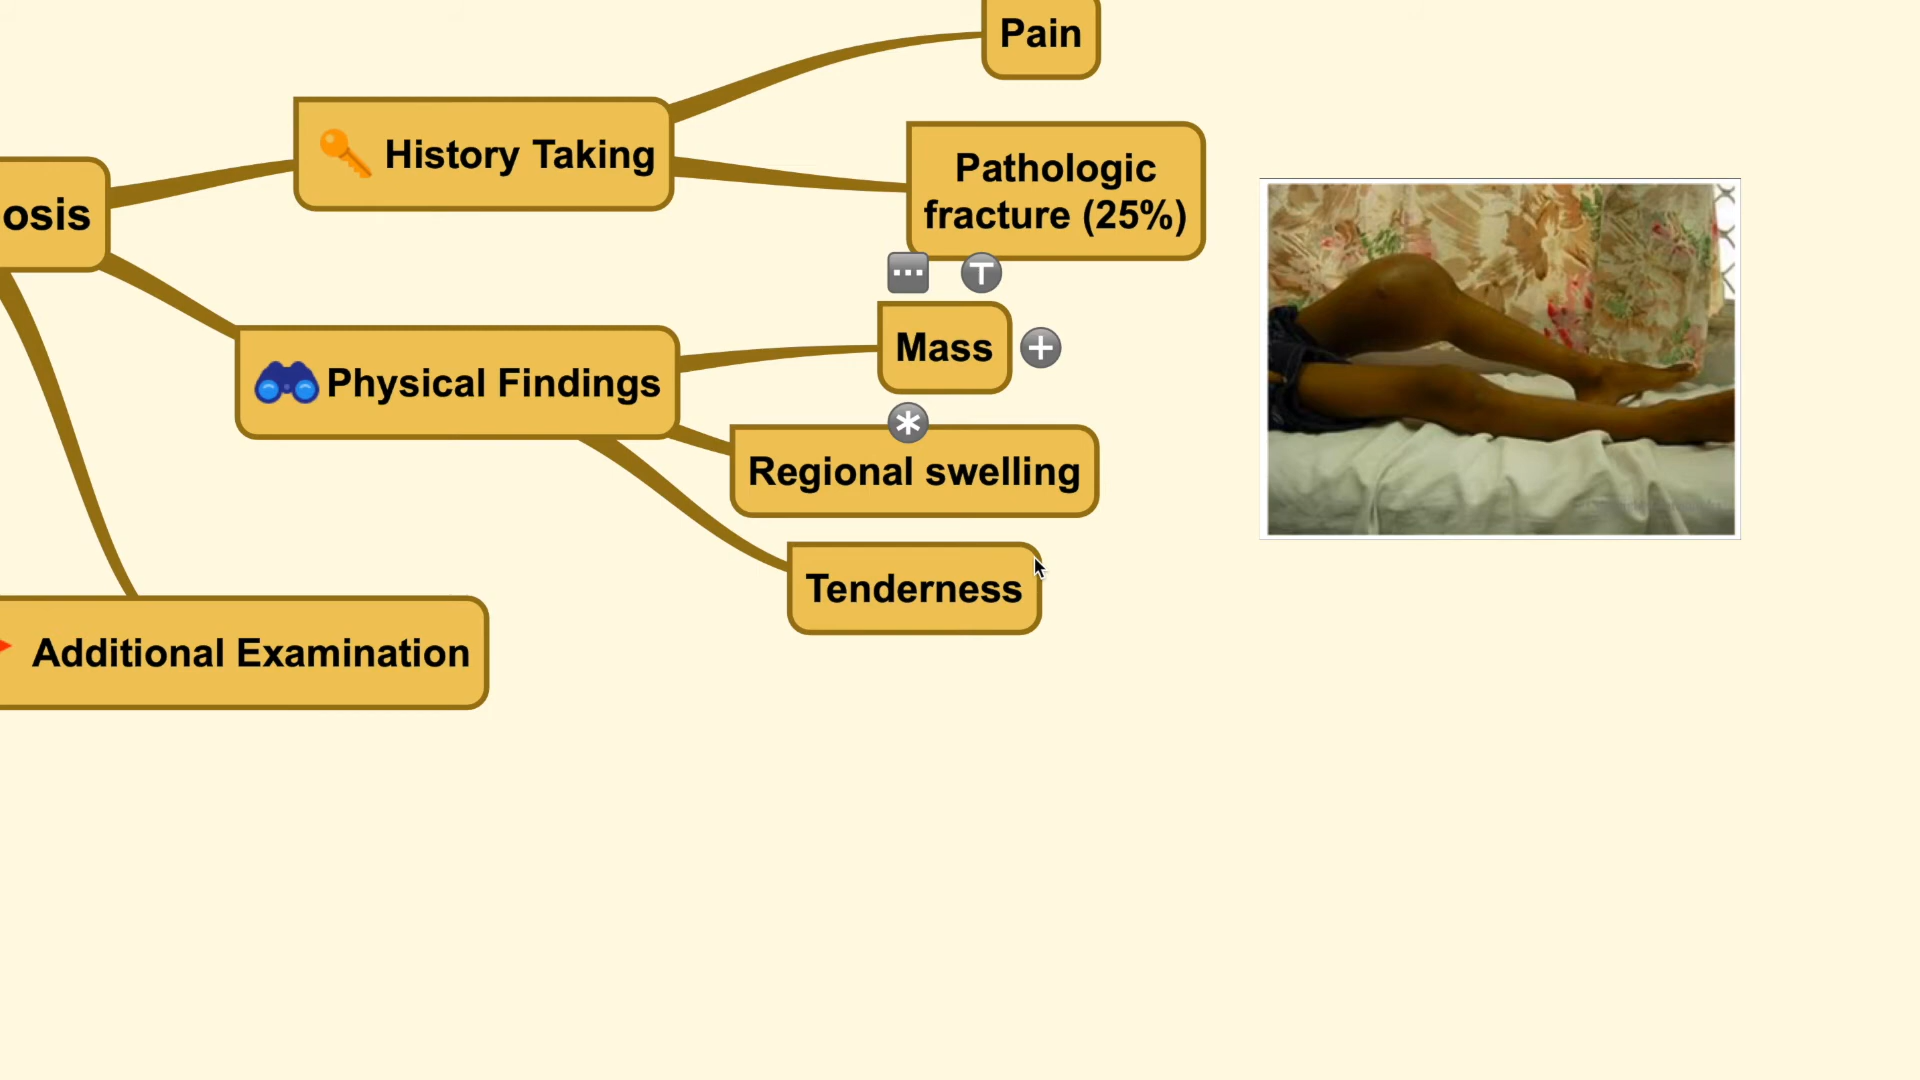 Pain
History Taking
Pathologic
fracture (25%)
osis
Mass
Physical Findings
Regional swelling
Tenderness
Additional Examination